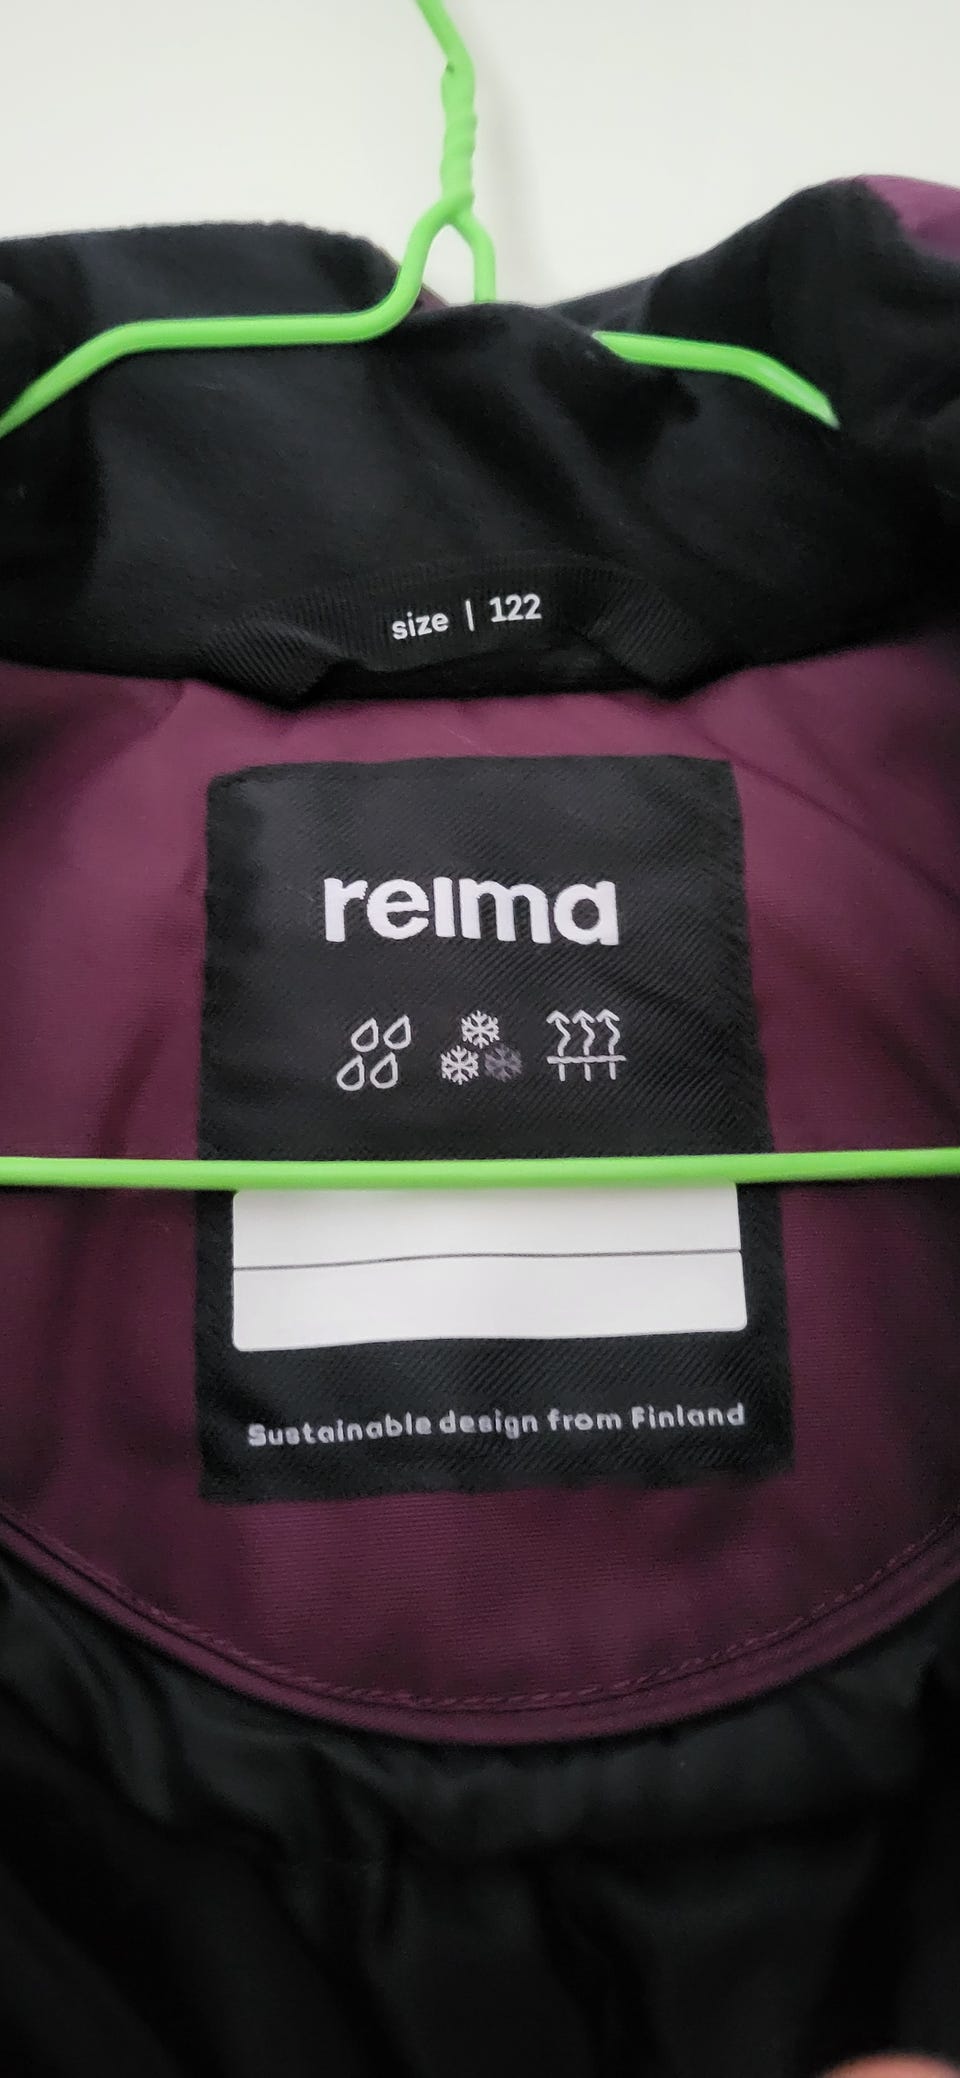 size | 122
reima
Sustainable design from Finland